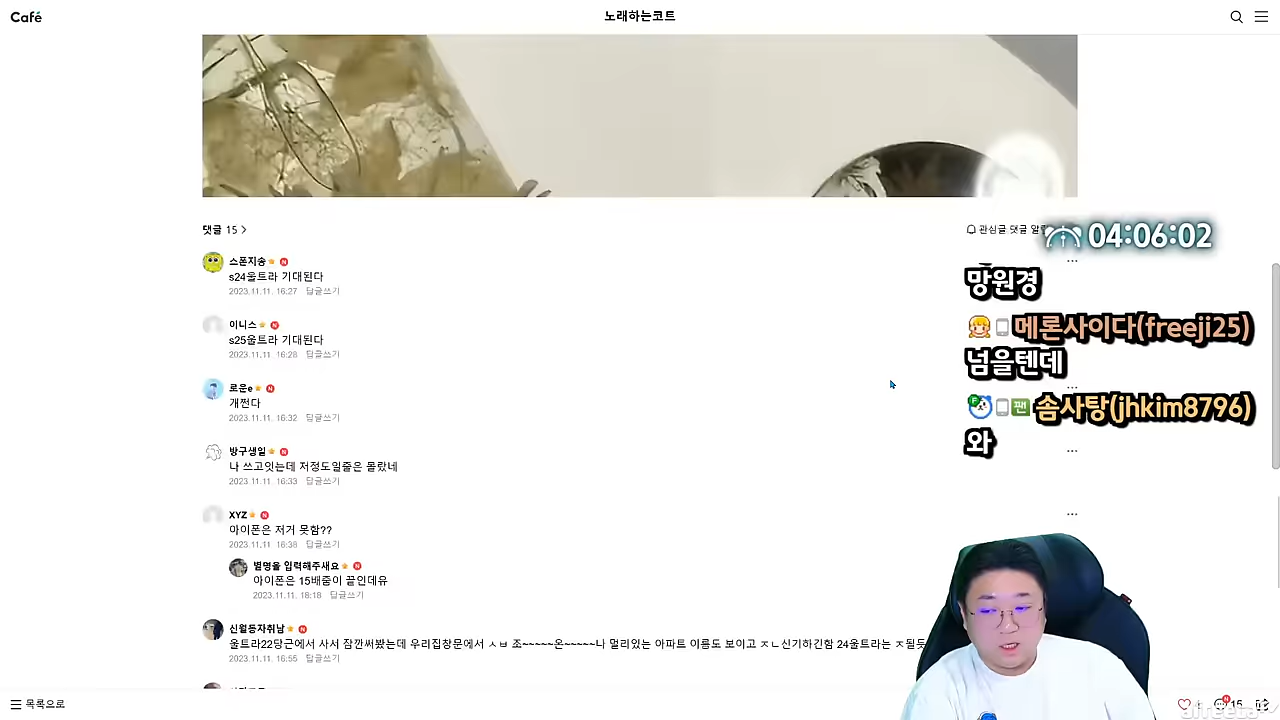 Café
노래하는코트
댓글 15
관심글 댓글 알림
04:06:02
스폰지송
s24울트라 기대된다
2023.11.11. 16:27 답글쓰기
망원경
메론사이다(freeji25)
이니스
s25울트라 기대된다
2023.11.11. 16:28 답글쓰기
넘을텐데
로운e
개쩐다
2023.11.11. 16:32 답글쓰기
팬 솜사탕(jhkim8796)
와
방구생일
나 쓰고잇는데 저정도일줄은 몰랐네
2023.11.11. 16:33 답글쓰기
XYZ
아이폰은 저거 못함??
2023.11.11. 16:38 답글쓰기
별명을 입력해주새요
아이폰은 15배줌이 끝인데유
2023.11.11. 18:18 답글쓰기
신월동자취남
울트라22당근에서 사서 잠깐써봤는데 우리집창문에서 ㅅㅂ 조~~~~~온~~~~~나 멀리있는 아파트 이름도 보이고 ㅈㄴ신기하긴함 24울트라는 ㅈ될듯
2023.11.11. 16:55 답글쓰기
목록으로
15